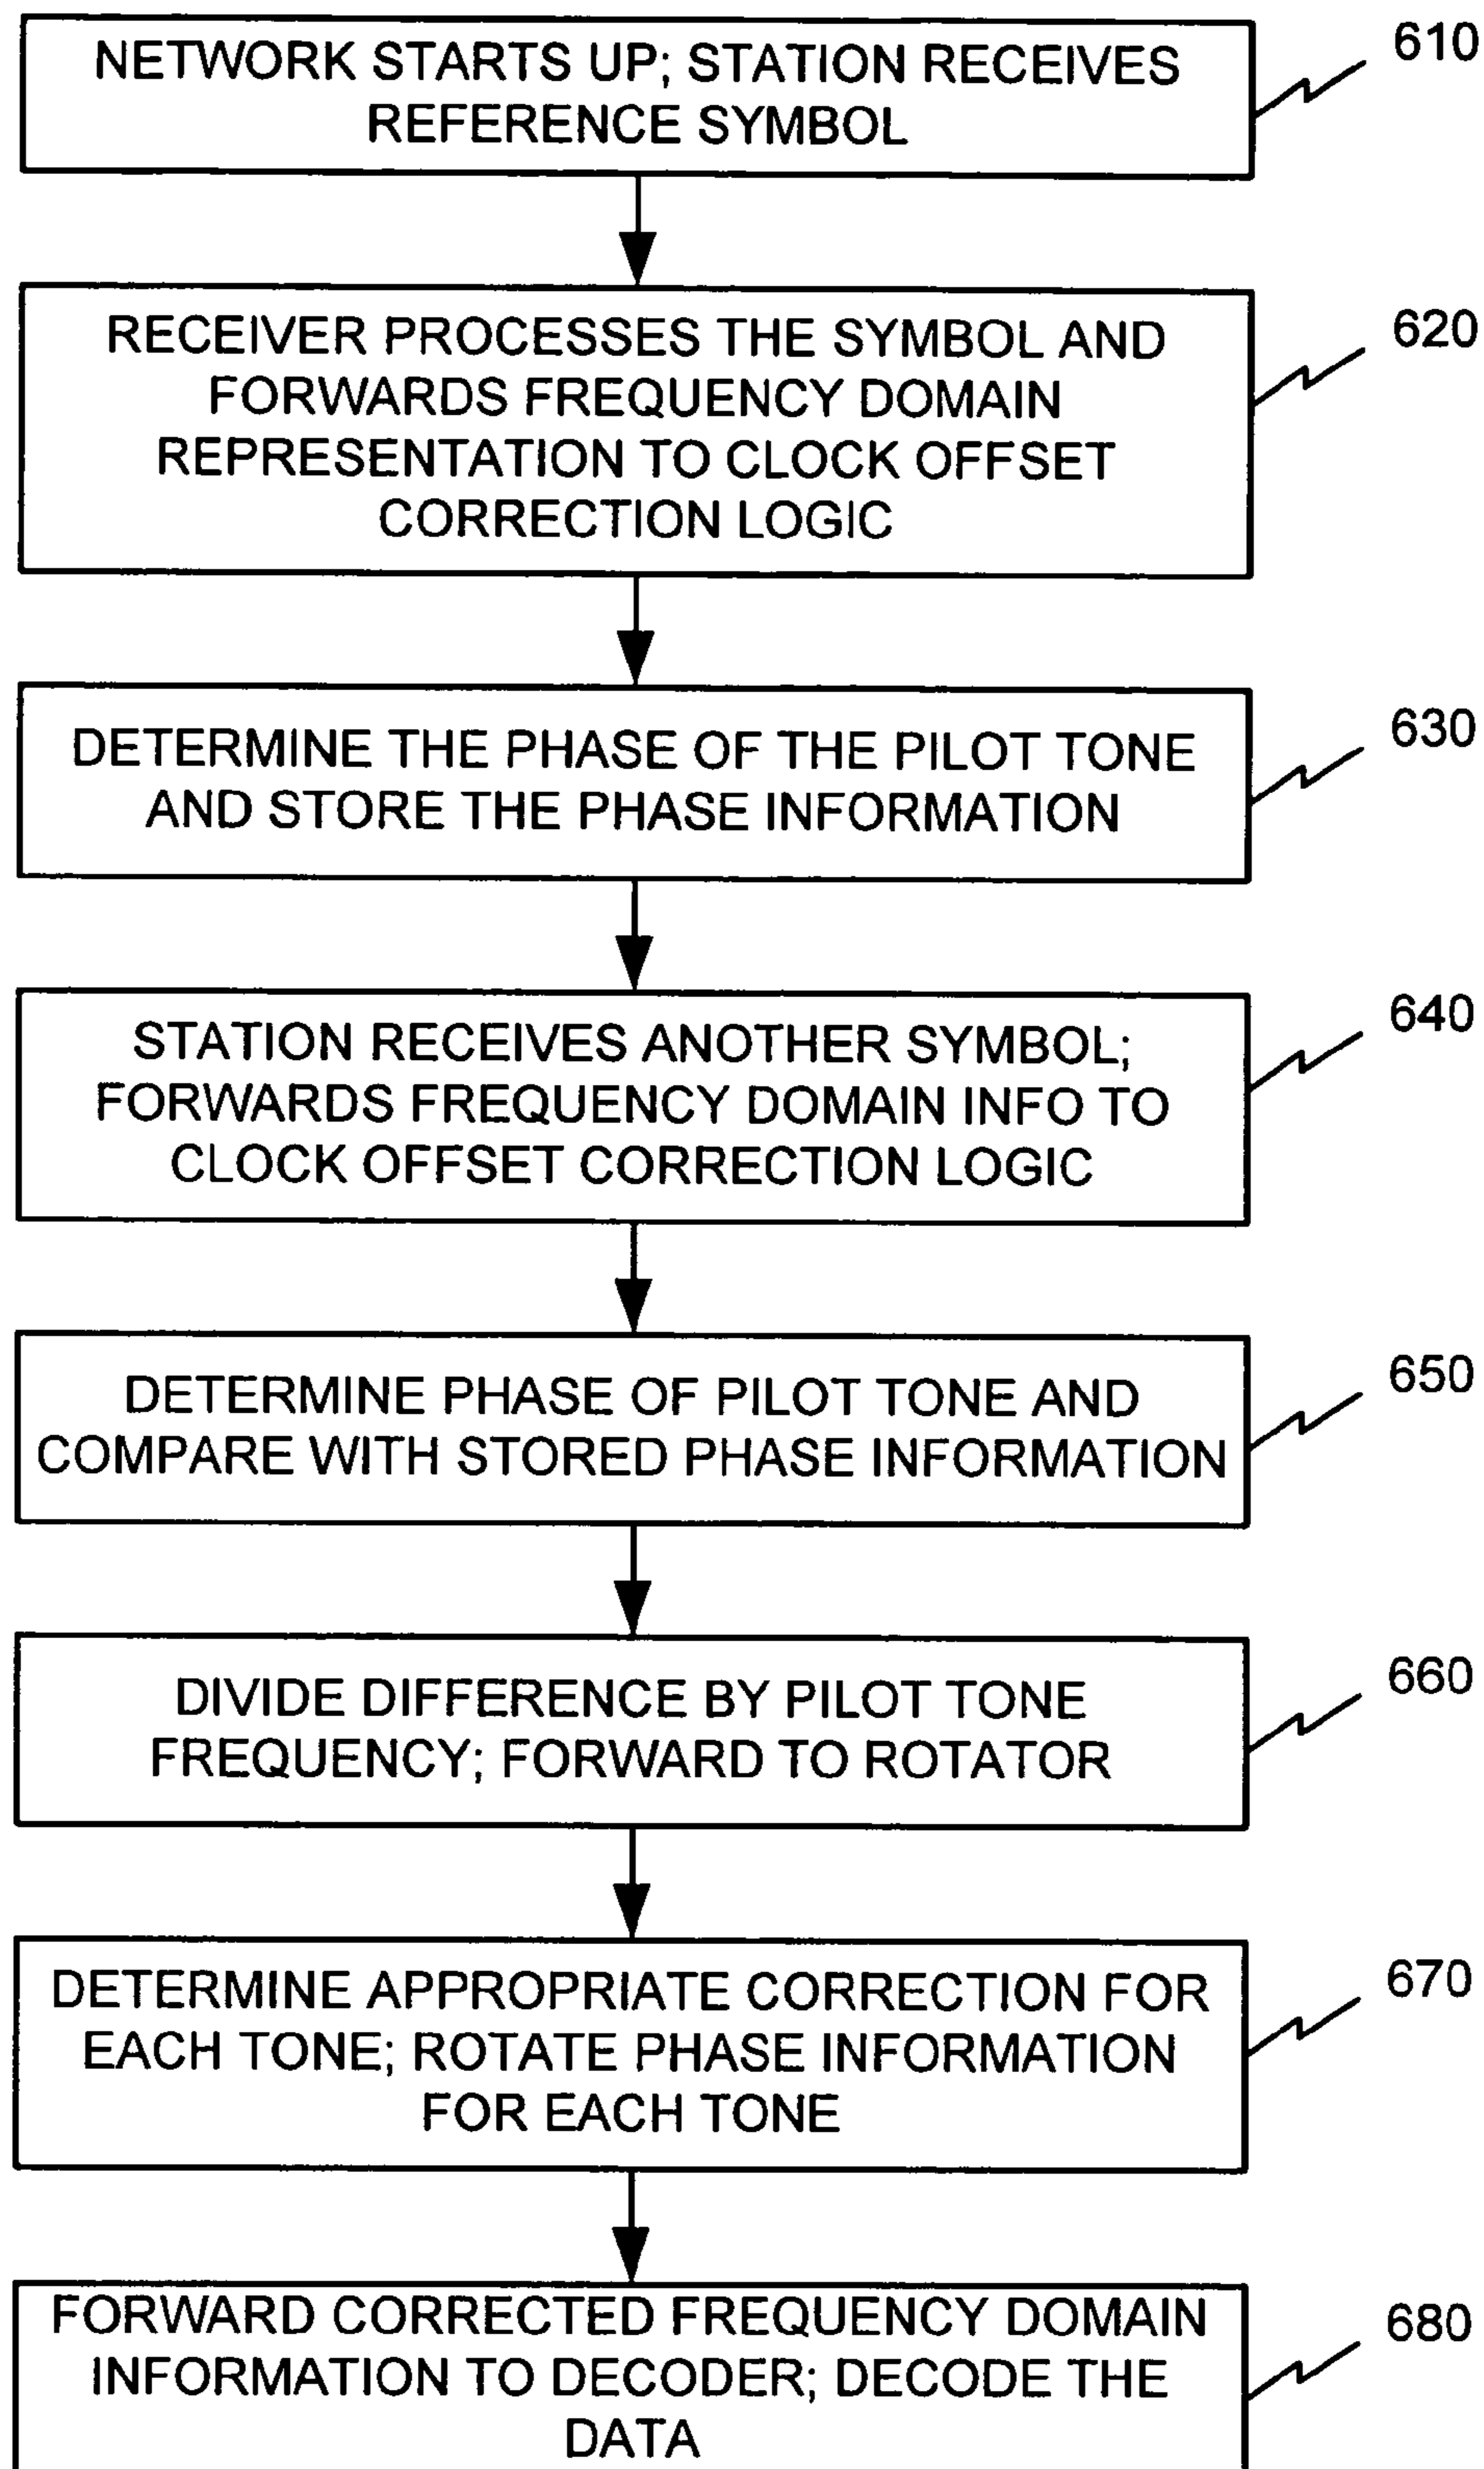 NETWORK STARTS UP; STATION RECEIVES
REFERENCE SYMBOL
610
RECEIVER PROCESSES THE SYMBOL AND
FORWARDS FREQUENCY DOMAIN
REPRESENTATION TO CLOCK OFFSET
CORRECTION LOGIC
620
DETERMINE THE PHASE OF THE PILOT TONE
AND STORE THE PHASE INFORMATION
630
STATION RECEIVES ANOTHER SYMBOL;
FORWARDS FREQUENCY DOMAIN INFO TO
CLOCK OFFSET CORRECTION LOGIC
640
DETERMINE PHASE OF PILOT TONE AND
COMPARE WITH STORED PHASE INFORMATION
650
DIVIDE DIFFERENCE BY PILOT TONE
FREQUENCY; FORWARD TO ROTATOR
660
DETERMINE APPROPRIATE CORRECTION FOR
EACH TONE; ROTATE PHASE INFORMATION
FOR EACH TONE
670
FORWARD CORRECTED FREQUENCY DOMAIN
INFORMATION TO DECODER; DECODE THE
DATA
680